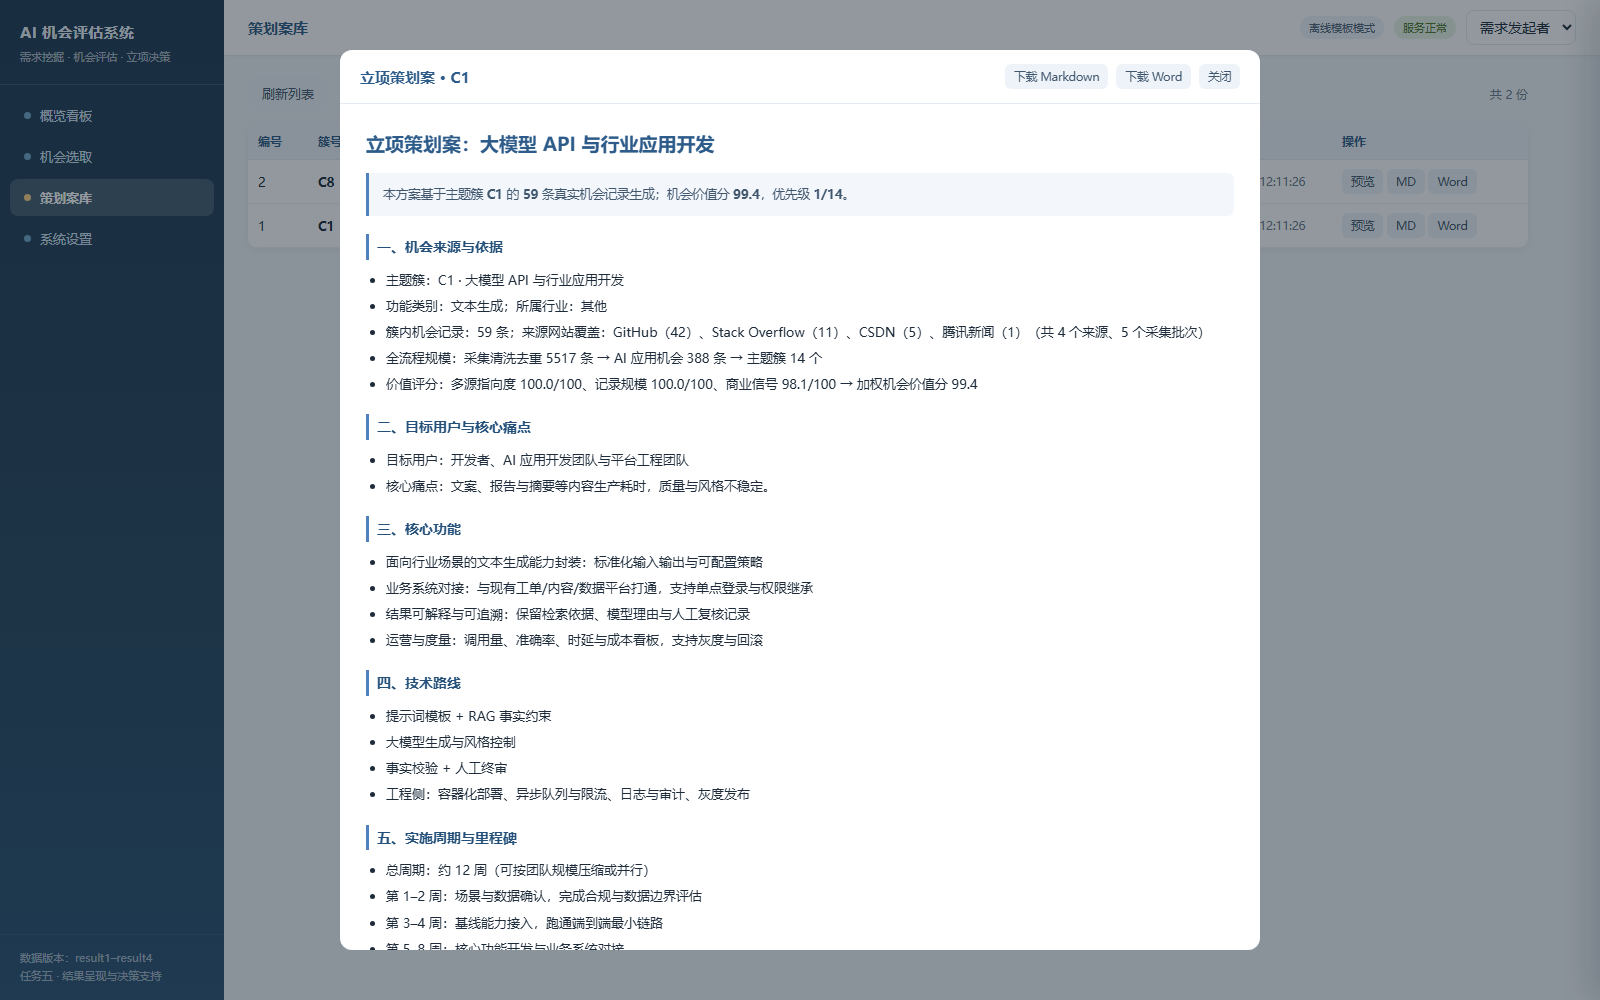 AI 机会评估系统
需求挖掘 · 机会评估 · 立项决策
概览看板
机会选取
策划案库
系统设置
数据版本：result1–result4
任务五 · 结果呈现与决策支持
策划案库
离线模板模式
服务正常
需求发起者
刷新列表
共 2 份
编号
簇号
操作
2
C8
12:11:26
预览
MD
Word
1
C1
12:11:26
预览
MD
Word
立项策划案 • C1
下载 Markdown
下载 Word
关闭
立项策划案：大模型 API 与行业应用开发
本方案基于主题簇 C1 的 59 条真实机会记录生成；机会价值分 99.4，优先级 1/14。
一、机会来源与依据
主题簇：C1 · 大模型 API 与行业应用开发
功能类别：文本生成；所属行业：其他
簇内机会记录：59 条；来源网站覆盖：GitHub（42）、Stack Overflow（11）、CSDN（5）、腾讯新闻（1）（共 4 个来源、5 个采集批次）
全流程规模：采集清洗去重 5517 条 → AI 应用机会 388 条 → 主题簇 14 个
价值评分：多源指向度 100.0/100、记录规模 100.0/100、商业信号 98.1/100 → 加权机会价值分 99.4
二、目标用户与核心痛点
目标用户：开发者、AI 应用开发团队与平台工程团队
核心痛点：文案、报告与摘要等内容生产耗时，质量与风格不稳定。
三、核心功能
面向行业场景的文本生成能力封装：标准化输入输出与可配置策略
业务系统对接：与现有工单/内容/数据平台打通，支持单点登录与权限继承
结果可解释与可追溯：保留检索依据、模型理由与人工复核记录
运营与度量：调用量、准确率、时延与成本看板，支持灰度与回滚
四、技术路线
提示词模板 + RAG 事实约束
大模型生成与风格控制
事实校验 + 人工终审
工程侧：容器化部署、异步队列与限流、日志与审计、灰度发布
五、实施周期与里程碑
总周期：约 12 周（可按团队规模压缩或并行）
第 1–2 周：场景与数据确认，完成合规与数据边界评估
第 3–4 周：基线能力接入，跑通端到端最小链路
第 5–8 周：核心功能开发与业务系统对接